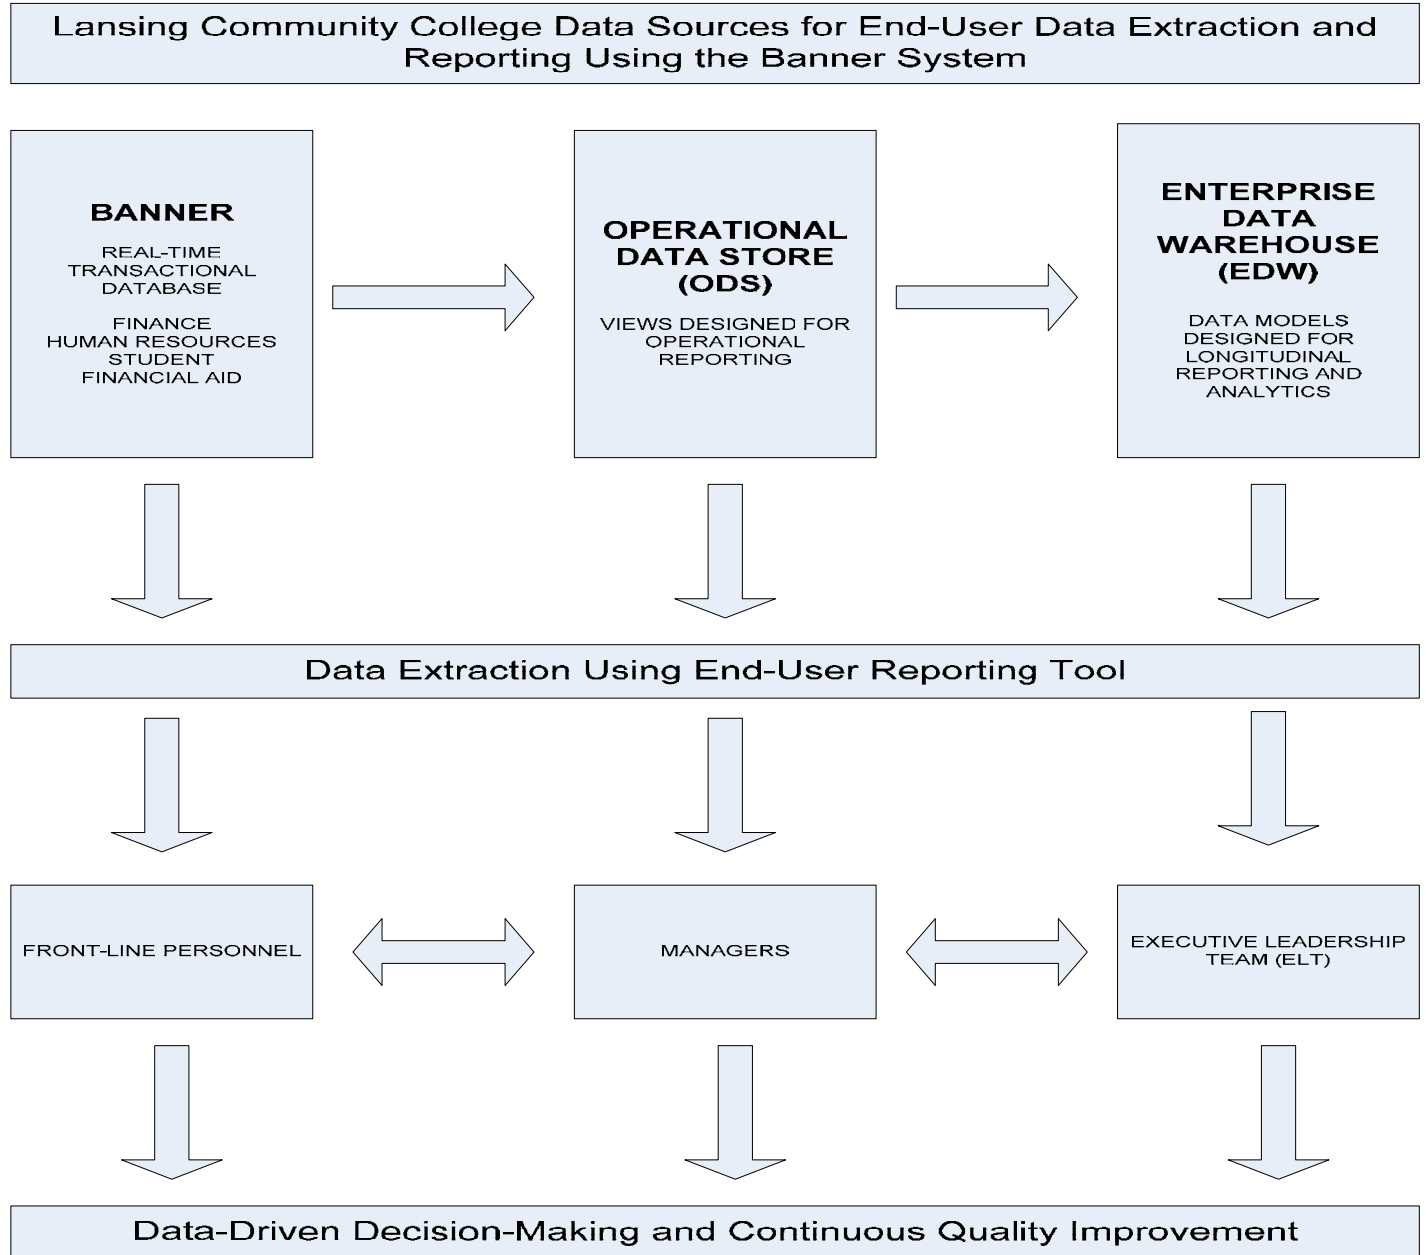 Lansing Community College Data Sources for End-User Data Extraction and
Reporting Using the Banner System
BANNER
REAL-TIME
TRANSACTIONAL
DATABASE
FINANCE
HUMAN RESOURCES
STUDENT
FINANCIAL AID
OPERATIONAL
DATA STORE
(ODS)
VIEWS DESIGNED FOR
OPERATIONAL
REPORTING
ENTERPRISE
DATA
WAREHOUSE
(EDW)
DATA MODELS
DESIGNED FOR
LONGITUDINAL
REPORTING AND
ANALYTICS
Data Extraction Using End-User Reporting Tool
FRONT-LINE PERSONNEL
MANAGERS
EXECUTIVE LEADERSHIP
TEAM (ELT)
Data-Driven Decision-Making and Continuous Quality Improvement